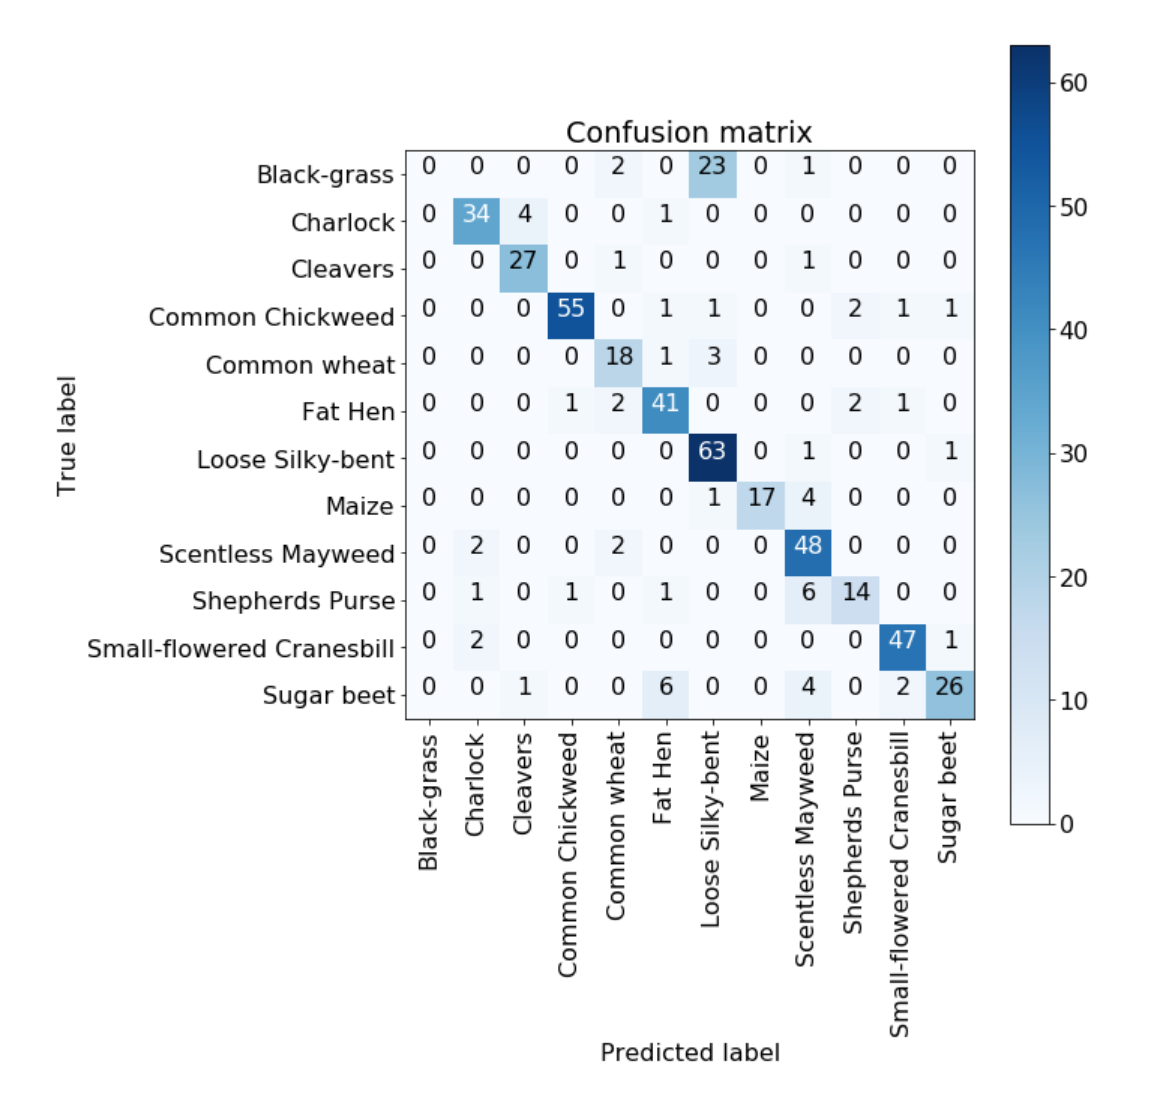 Confusion matrix
True label
Black-grass 0 0 0 0 2 0 23 0 1 0 0 0
Charlock 0 34 4 0 0 1 0 0 0 0 0 0
Cleavers 0 0 27 0 1 0 0 0 1 0 0 0
Common Chickweed 0 0 0 55 0 1 1 0 0 2 1 1
Common wheat 0 0 0 0 18 1 3 0 0 0 0 0
Fat Hen 0 0 0 1 2 41 0 0 0 2 1 0
Loose Silky-bent 0 0 0 0 0 0 63 0 1 0 0 1
Maize 0 0 0 0 0 0 1 17 4 0 0 0
Scentless Mayweed 0 2 0 0 2 0 0 0 48 0 0 0
Shepherds Purse 0 1 0 1 0 1 0 0 6 14 0 0
Small-flowered Cranesbill 0 2 0 0 0 0 0 0 0 0 47 1
Sugar beet 0 0 1 0 0 6 0 0 4 0 2 26
Black-grass
Charlock
Cleavers
Common Chickweed
Common wheat
Fat Hen
Loose Silky-bent
Maize
Scentless Mayweed
Shepherds Purse
Small-flowered Cranesbill
Sugar beet
Predicted label
60
50
40
30
20
10
0